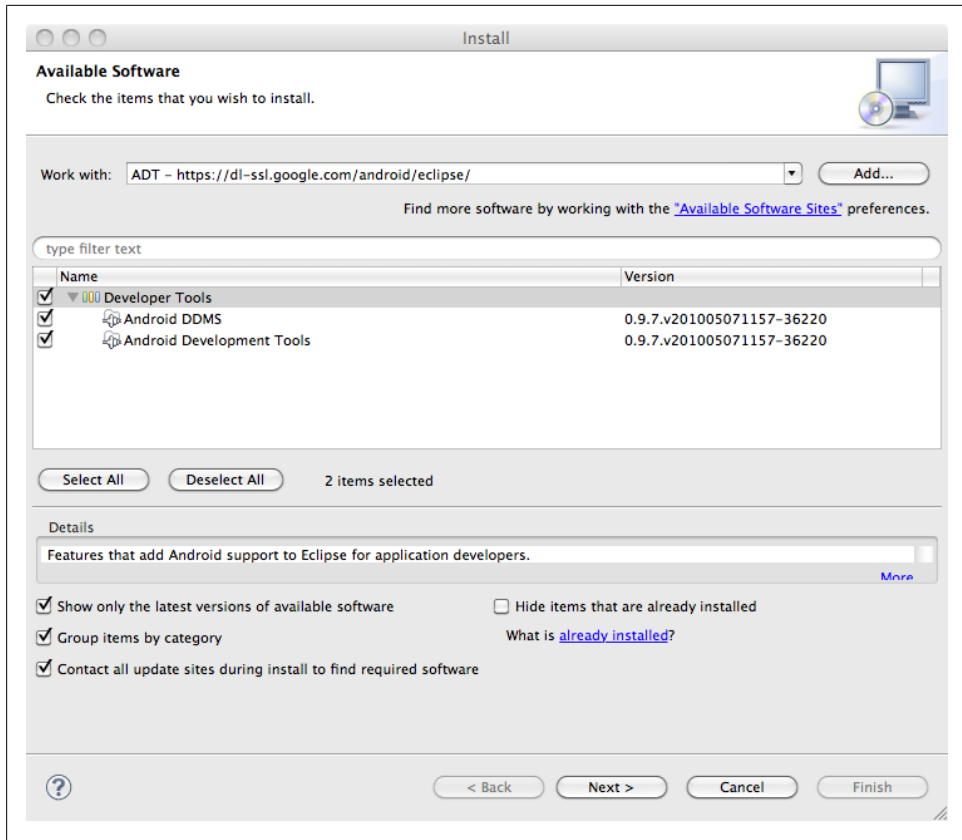 Install
Available Software
Check the items that you wish to install.
Work with: ADT – https://dl-ssl.google.com/android/eclipse/ Add...
Find more software by working with the "Available Software Sites" preferences.
type filter text
Name Version
Developer Tools
Android DDMS 0.9.7.v201005071157-36220
Android Development Tools 0.9.7.v201005071157-36220
Select All Deselect All 2 items selected
Details
Features that add Android support to Eclipse for application developers.
More
Show only the latest versions of available software Hide items that are already installed
Group items by category What is already installed?
Contact all update sites during install to find required software
? < Back Next > Cancel Finish